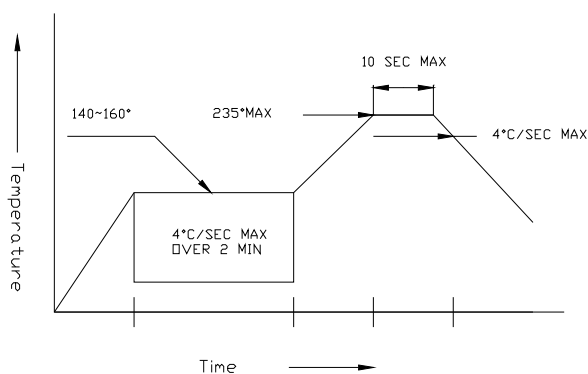 10 SEC MAX
140~160°
235°MAX
4°C/SEC MAX
4°C/SEC MAX
OVER 2 MIN
Temperature
Time